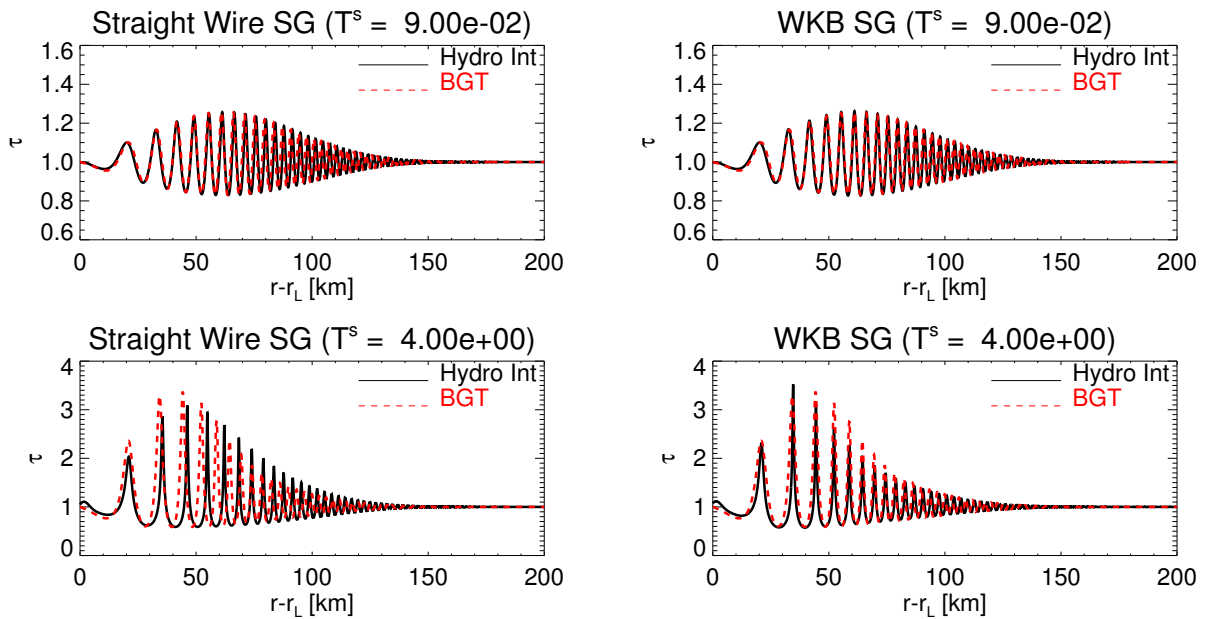 Straight Wire SG (T^s = 9.00e-02)
1.6
1.4
1.2
1.0
0.8
0.6
τ
Hydro Int
BGT
0 50 100 150 200
r-r_L [km]
WKB SG (T^s = 9.00e-02)
1.6
1.4
1.2
1.0
0.8
0.6
τ
Hydro Int
BGT
0 50 100 150 200
r-r_L [km]
Straight Wire SG (T^s = 4.00e+00)
4
3
2
1
0
τ
Hydro Int
BGT
0 50 100 150 200
r-r_L [km]
WKB SG (T^s = 4.00e+00)
4
3
2
1
0
τ
Hydro Int
BGT
0 50 100 150 200
r-r_L [km]